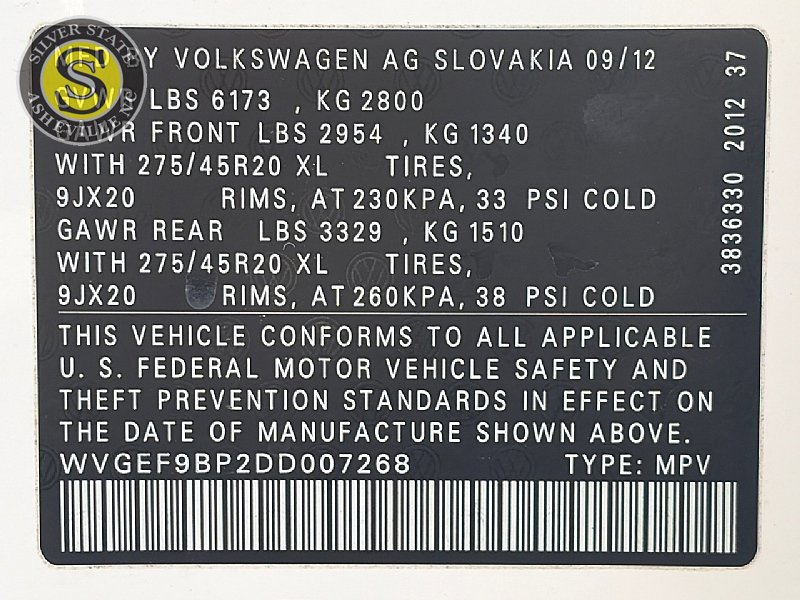 SILVER STATE
S
ASHEVILLE NC
VOLKSWAGEN AG SLOVAKIA 09/12
LBS 6173 , KG 2800
FRONT LBS 2954 , KG 1340
WITH 275/45R20 XL TIRES,
9JX20 RIMS, AT 230KPA, 33 PSI COLD
GAWR REAR LBS 3329 , KG 1510
WITH 275/45R20 XL TIRES,
9JX20 RIMS, AT 260KPA, 38 PSI COLD
3836330 2012 37
THIS VEHICLE CONFORMS TO ALL APPLICABLE
U. S. FEDERAL MOTOR VEHICLE SAFETY AND
THEFT PREVENTION STANDARDS IN EFFECT ON
THE DATE OF MANUFACTURE SHOWN ABOVE.
WVGEF9BP2DD007268 TYPE: MPV